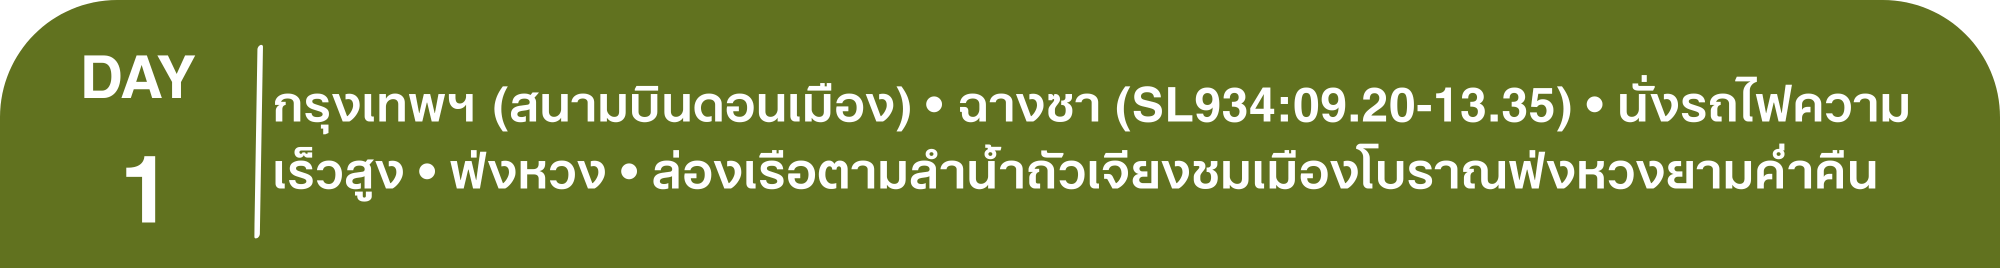 DAY
1
กรุงเทพฯ (สนามบินดอนเมือง) • ฉางซา (SL934:09.20-13.35) • นั่งรถไฟความ
เร็วสูง • ฟ่งหวง • ล่องเรือตามลำน้ำถัวเจียงชมเมืองโบราณฟ่งหวงยามค่ำคืน